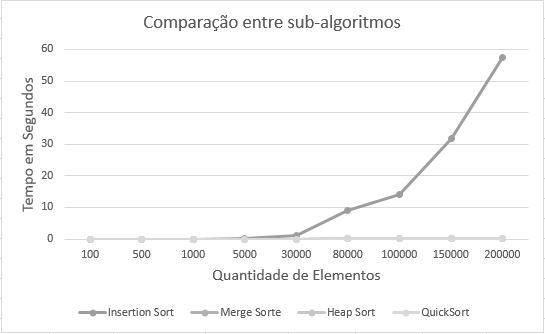 Comparação entre sub-algoritmos
Tempo em Segundos
60
50
40
30
20
10
0
100 500 1000 5000 30000 80000 100000 150000 200000
Quantidade de Elementos
Insertion Sort Merge Sorte Heap Sort QuickSort